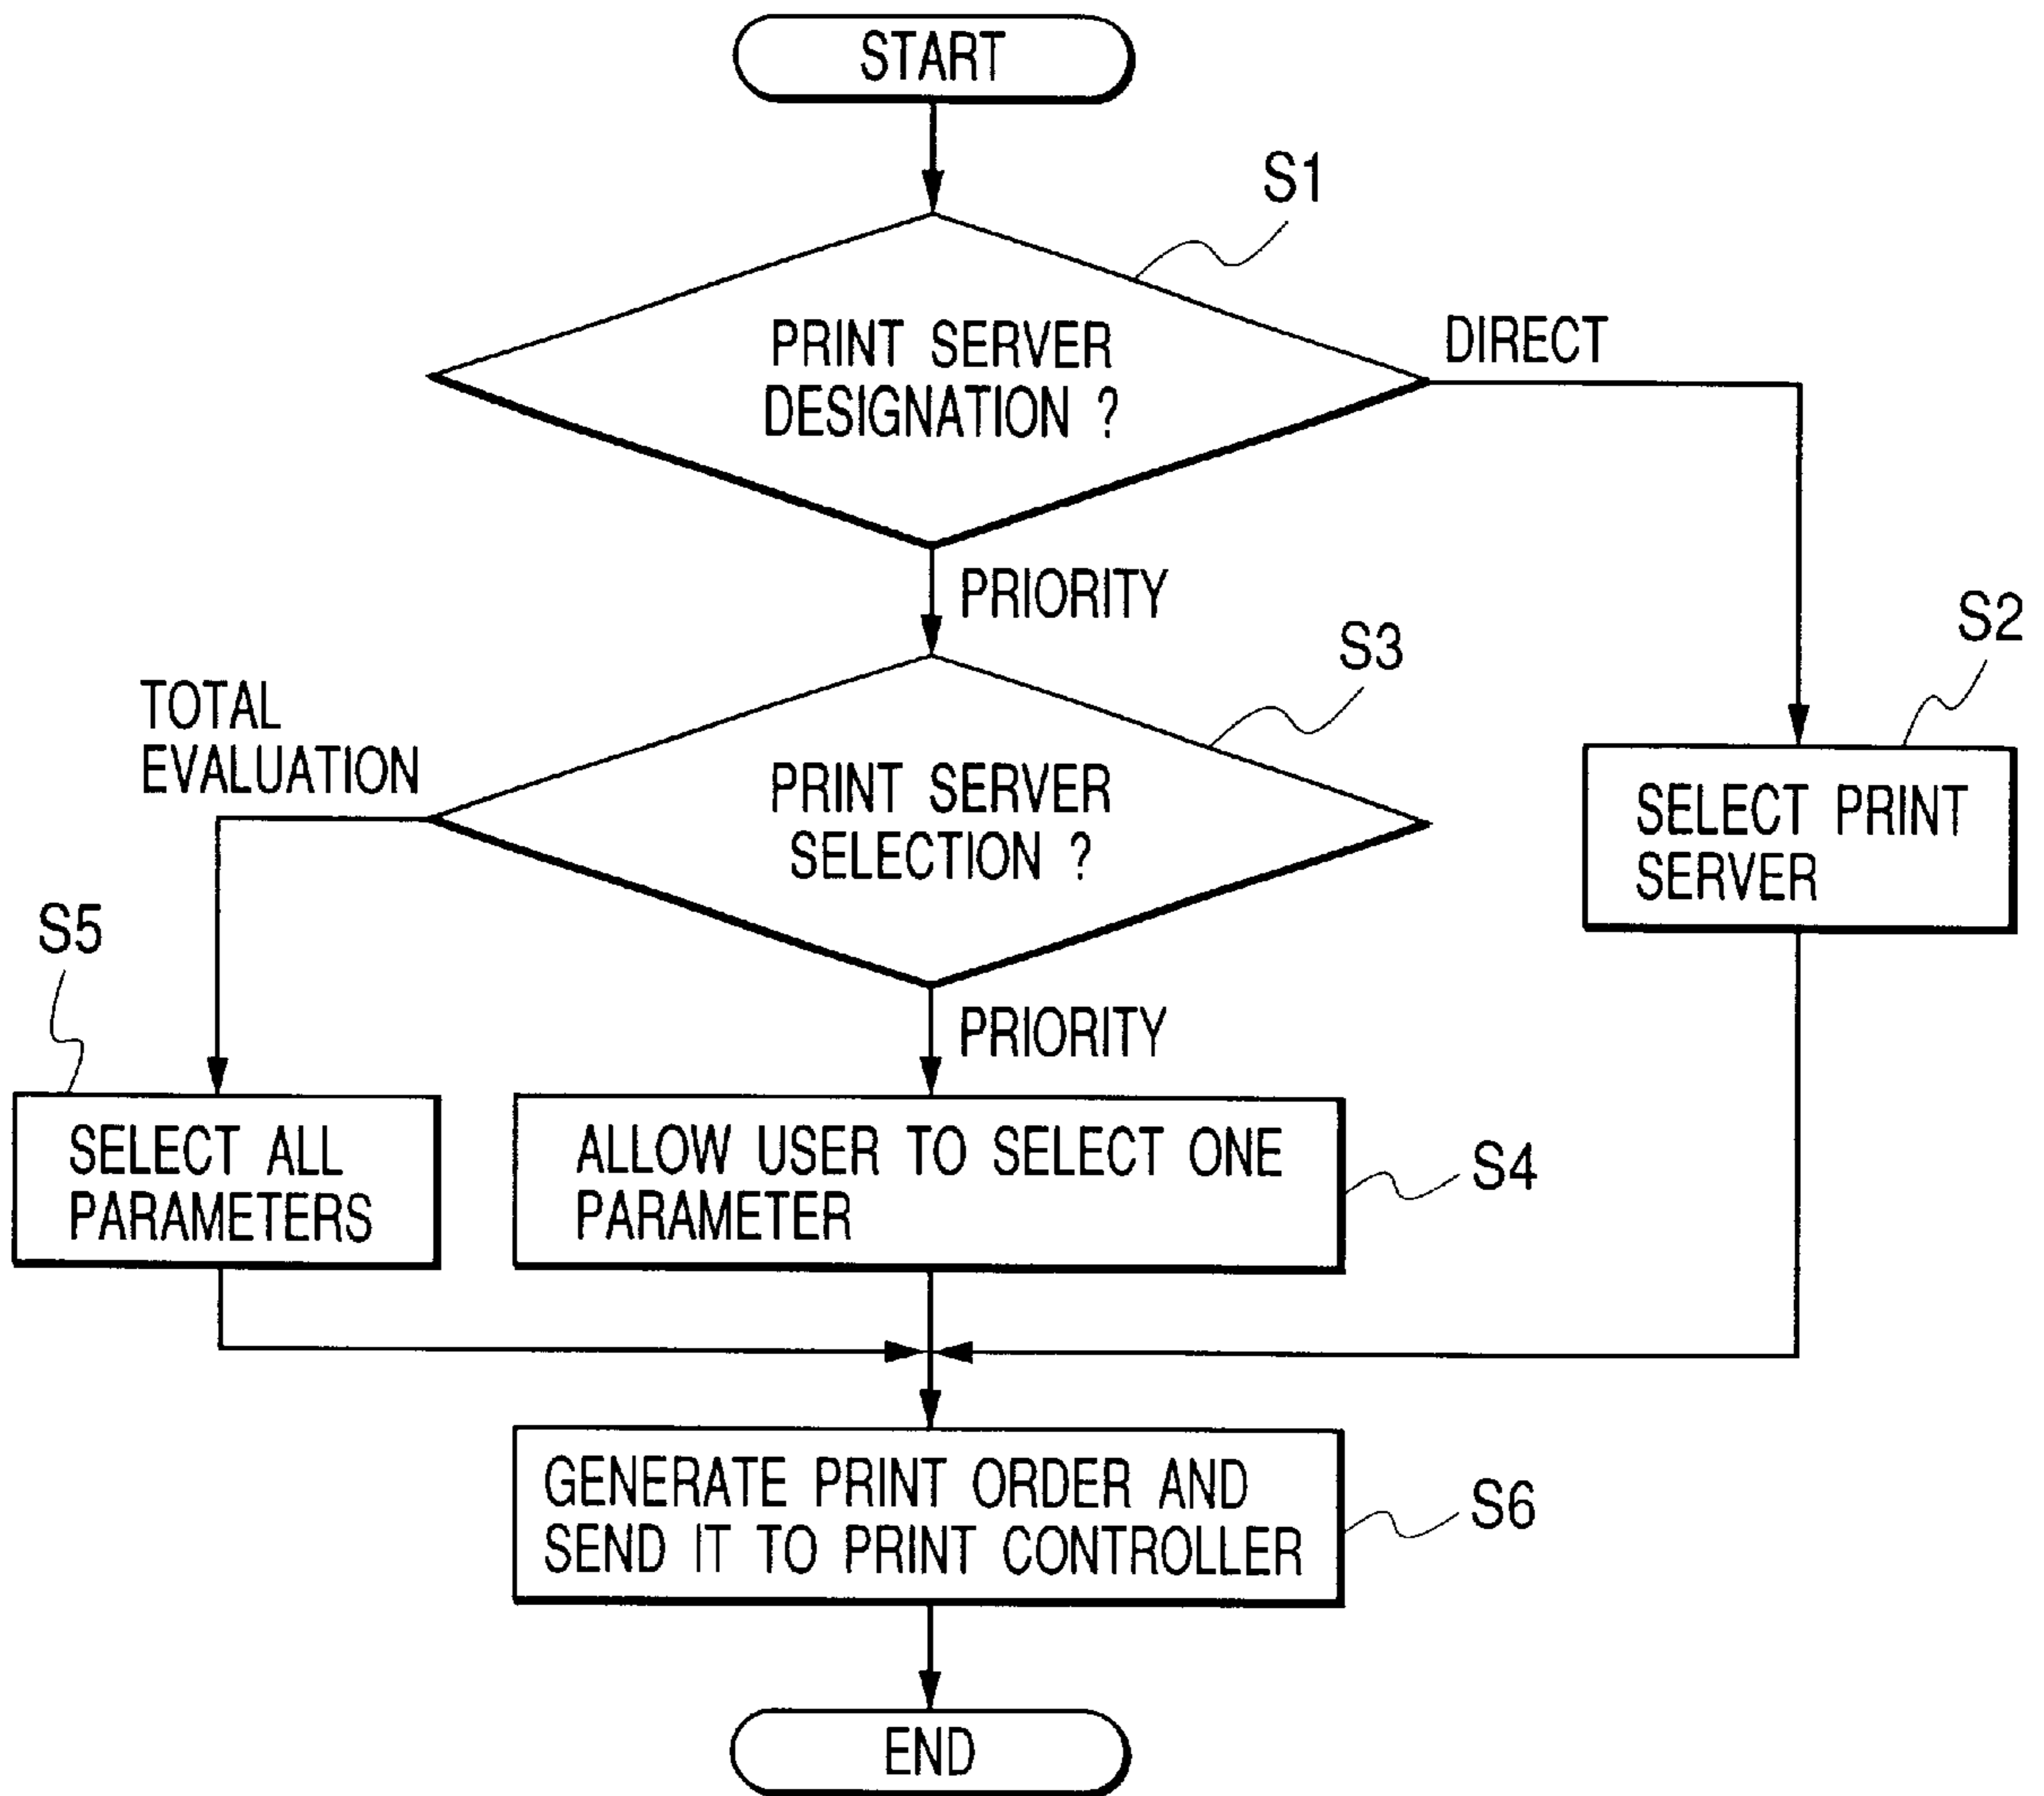 START
S1
PRINT SERVER
DESIGNATION ?
DIRECT
PRIORITY
S2
S3
TOTAL
EVALUATION
PRINT SERVER
SELECTION ?
SELECT PRINT
SERVER
S5
PRIORITY
SELECT ALL
PARAMETERS
ALLOW USER TO SELECT ONE
PARAMETER
S4
GENERATE PRINT ORDER AND
SEND IT TO PRINT CONTROLLER
S6
END